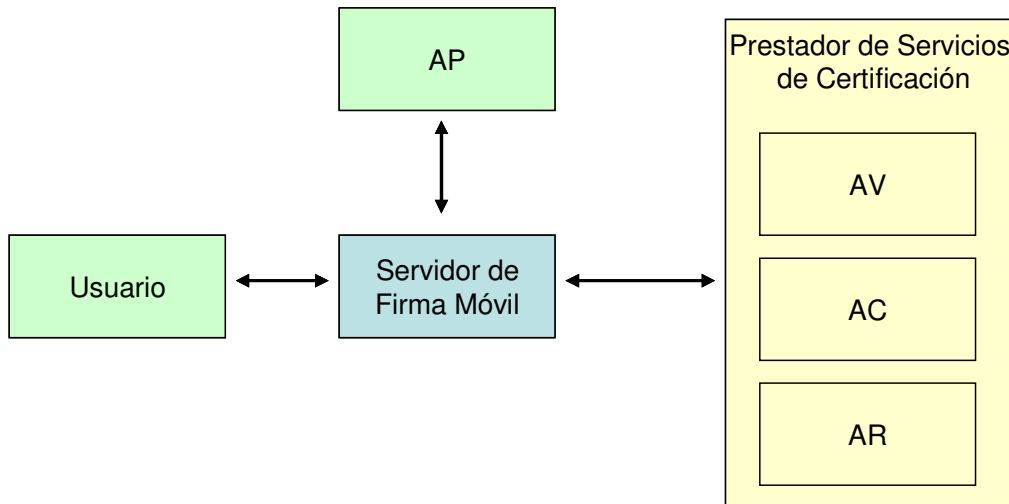 AP
Prestador de Servicios
de Certificación
AV
Usuario
Servidor de
Firma Móvil
AC
AR